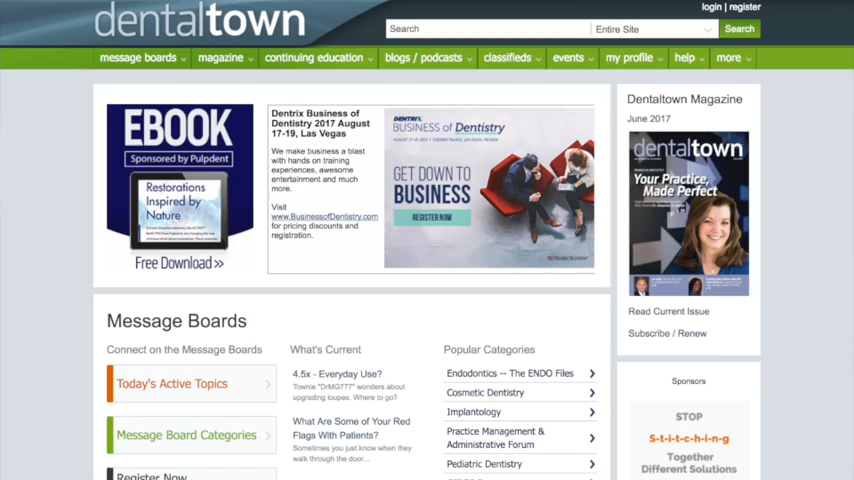 dentaltown
login | register
Search
Entire Site
Search
message boards
magazine
continuing education
blogs / podcasts
classifieds
events
my profile
help
more
EBOOK
Sponsored by Pulpdent
Restorations
Inspired by
Nature
Free Download >>
Dentrix Business of
Dentistry 2017 August
17-19, Las Vegas
We make business a blast
with hands on training
experiences, awesome
entertainment and much
more.
Visit
www.BusinessofDentistry.com
for pricing discounts and
registration.
DENTRIX
BUSINESS of Dentistry
GET DOWN TO
BUSINESS
REGISTER NOW
Dentaltown Magazine
June 2017
dentaltown
Your Practice,
Made Perfect
Read Current Issue
Subscribe / Renew
Message Boards
Connect on the Message Boards
Today's Active Topics
Message Board Categories
Register Now
What's Current
4.5x - Everyday Use?
Townie "DrMG777" wonders about
upgrading loupes. Where to go?
What Are Some of Your Red
Flags With Patients?
Sometimes you just know when they
walk through the door...
Popular Categories
Endodontics -- The ENDO Files
Cosmetic Dentistry
Implantology
Practice Management &
Administrative Forum
Pediatric Dentistry
Sponsors
STOP
S-t-i-t-c-h-i-n-g
Together
Different Solutions